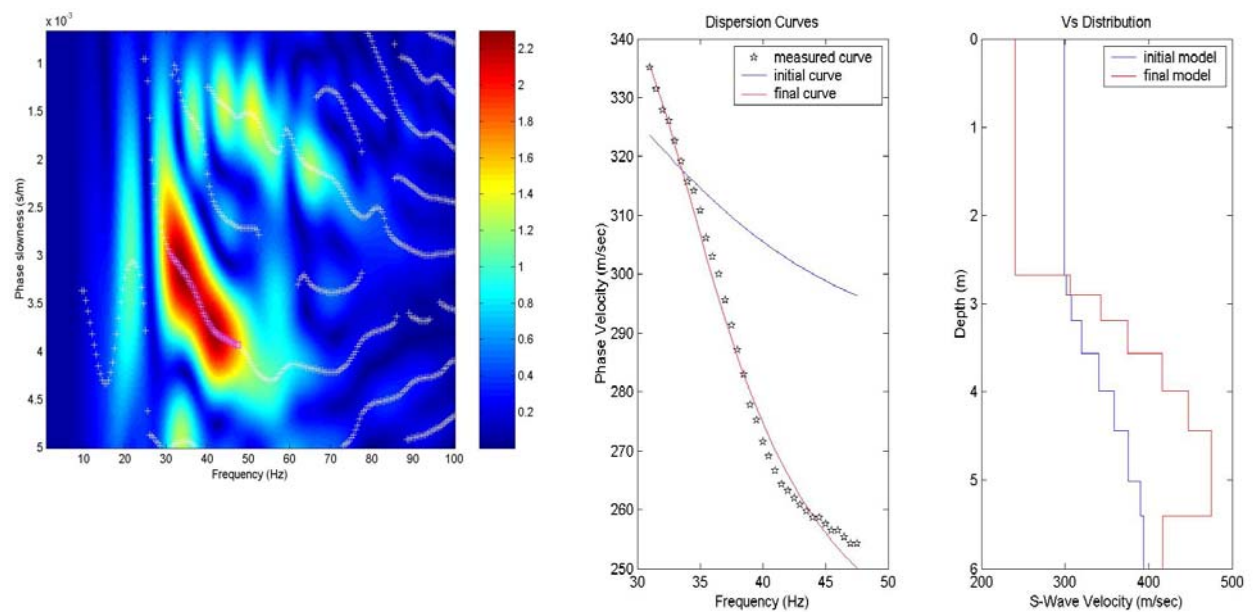 x 10⁻³
1
1.5
2
2.5
3
3.5
4
4.5
5
Phase slowness (s/m)
10 20 30 40 50 60 70 80 90 100
Frequency (Hz)
2.2
2
1.8
1.6
1.4
1.2
1
0.8
0.6
0.4
0.2
Dispersion Curves
measured curve
initial curve
final curve
340
330
320
310
300
290
280
270
260
250
Phase Velocity (m/sec)
30 35 40 45 50
Frequency (Hz)
Vs Distribution
initial model
final model
0
1
2
3
4
5
6
Depth (m)
200 300 400 500
S-Wave Velocity (m/sec)